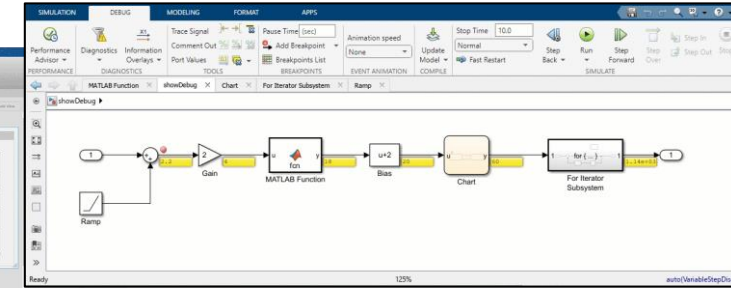 SIMULATION DEBUG MODELING FORMAT APPS
Performance Advisor
Diagnostics
Information Overlays
Trace Signal
Comment Out
Port Values
Pause Time (sec)
Add Breakpoint
Breakpoints List
Animation speed
None
Update Model
Stop Time 10.0
Normal
Fast Restart
Step Back
Run
Step Forward
Step Over
Step In
Step Out
PERFORMANCE DIAGNOSTICS TOOLS BREAKPOINTS EVENT ANIMATION COMPILE SIMULATE
MATLAB Function showDebug Chart For Iterator Subsystem Ramp
showDebug
1
2
Gain
u fcn y
MATLAB Function
18
u+2
Bias
u y
60
Chart
1 for { ... } 1
For Iterator
Subsystem
1
Ramp
Ready 125% auto(VariableStepDis